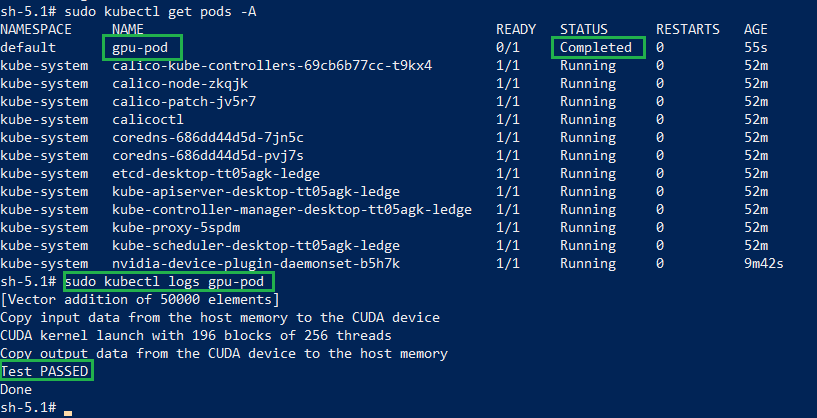 sh-5.1# sudo kubectl get pods -A
NAMESPACE NAME READY STATUS RESTARTS AGE
default gpu-pod 0/1 Completed 0 55s
kube-system calico-kube-controllers-69cb6b77cc-t9kx4 1/1 Running 0 52m
kube-system calico-node-zkqjk 1/1 Running 0 52m
kube-system calico-patch-jv5r7 1/1 Running 0 52m
kube-system calicoctl 1/1 Running 0 52m
kube-system coredns-686dd44d5d-7jn5c 1/1 Running 0 52m
kube-system coredns-686dd44d5d-pvj7s 1/1 Running 0 52m
kube-system etcd-desktop-tt05agk-ledge 1/1 Running 0 52m
kube-system kube-apiserver-desktop-tt05agk-ledge 1/1 Running 0 52m
kube-system kube-controller-manager-desktop-tt05agk-ledge 1/1 Running 0 52m
kube-system kube-proxy-5spdm 1/1 Running 0 52m
kube-system kube-scheduler-desktop-tt05agk-ledge 1/1 Running 0 52m
kube-system nvidia-device-plugin-daemonset-b5h7k 1/1 Running 0 9m42s
sh-5.1# sudo kubectl logs gpu-pod
[Vector addition of 50000 elements]
Copy input data from the host memory to the CUDA device
CUDA kernel launch with 196 blocks of 256 threads
Copy output data from the CUDA device to the host memory
Test PASSED
Done
sh-5.1#